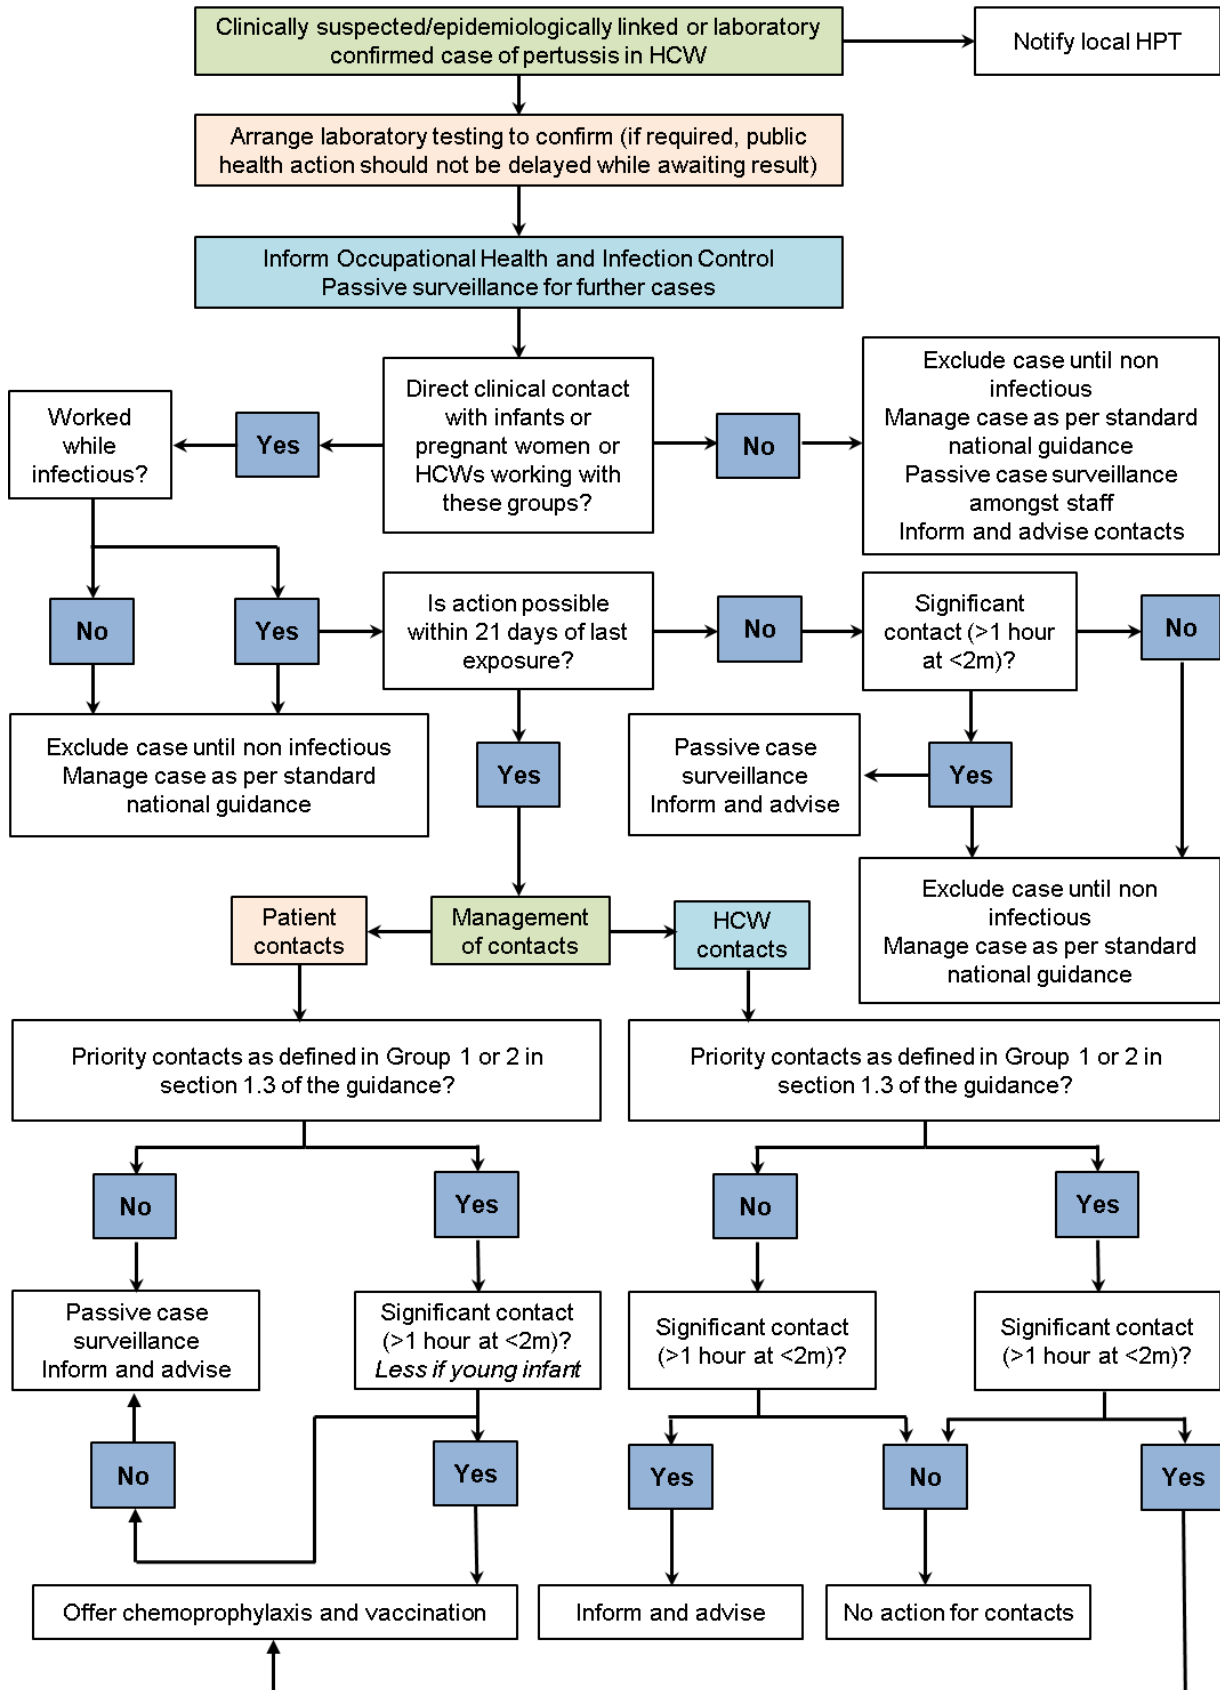 Clinically suspected/epidemiologically linked or laboratory
confirmed case of pertussis in HCW
Notify local HPT
Arrange laboratory testing to confirm (if required, public
health action should not be delayed while awaiting result)
Inform Occupational Health and Infection Control
Passive surveillance for further cases
Worked
while
infectious?
Yes
Direct clinical contact
with infants or
pregnant women or
HCWs working with
these groups?
No
Exclude case until non
infectious
Manage case as per standard
national guidance
Passive case surveillance
amongst staff
Inform and advise contacts
No
Yes
Is action possible
within 21 days of last
exposure?
No
Significant
contact (>1 hour
at <2m)?
No
Exclude case until non infectious
Manage case as per standard
national guidance
Yes
Passive case
surveillance
Inform and advise
Yes
Exclude case until non
infectious
Manage case as per standard
national guidance
Patient
contacts
Management
of contacts
HCW
contacts
Priority contacts as defined in Group 1 or 2 in
section 1.3 of the guidance?
Priority contacts as defined in Group 1 or 2 in
section 1.3 of the guidance?
No
Yes
No
Yes
Passive case
surveillance
Inform and advise
Significant contact
(>1 hour at <2m)?
Less if young infant
Significant contact
(>1 hour at <2m)?
Significant contact
(>1 hour at <2m)?
No
Yes
Yes
No
Yes
Offer chemoprophylaxis and vaccination
Inform and advise
No action for contacts